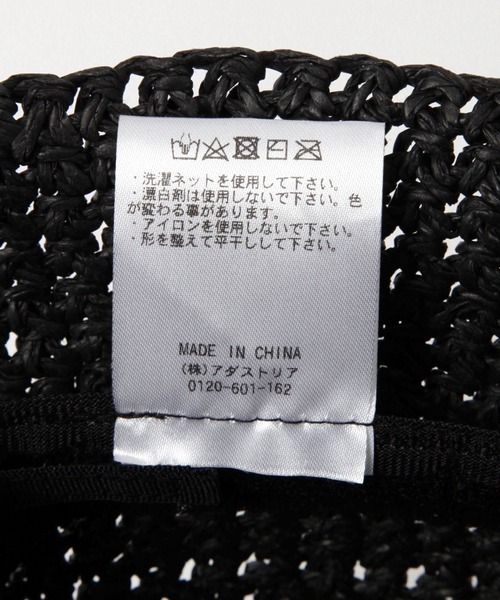 ・洗濯ネットを使用して下さい。
・漂白剤は使用しないで下さい。色
が変わる事があります。
・アイロンを使用しないで下さい。
・形を整えて平干しして下さい。
MADE IN CHINA
(株)アダストリア
0120-601-162